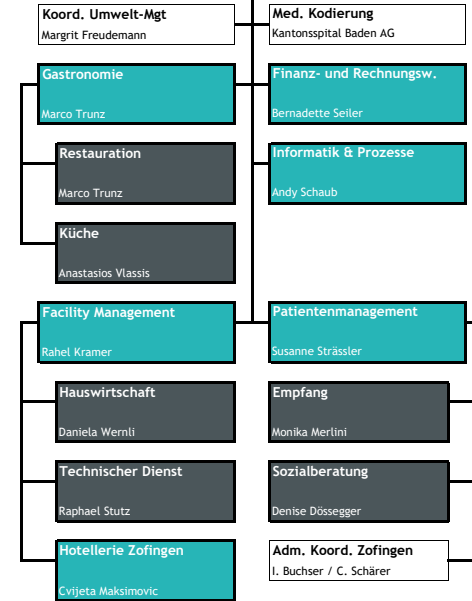 Koord. Umwelt-Mgt
Margrit Freudemann
Med. Kodierung
Kantonsspital Baden AG
Gastronomie
Marco Trunz
Finanz- und Rechnungsw.
Bernadette Seiler
Restauration
Marco Trunz
Informatik & Prozesse
Andy Schaub
Küche
Anastasios Vlassis
Facility Management
Rahel Kramer
Patientenmanagement
Susanne Strässler
Hauswirtschaft
Daniela Wernli
Empfang
Monika Merlini
Technischer Dienst
Raphael Stutz
Sozialberatung
Denise Dössegger
Hotellerie Zofingen
Cvijeta Maksimovic
Adm. Koord. Zofingen
I. Buchser / C. Schärer